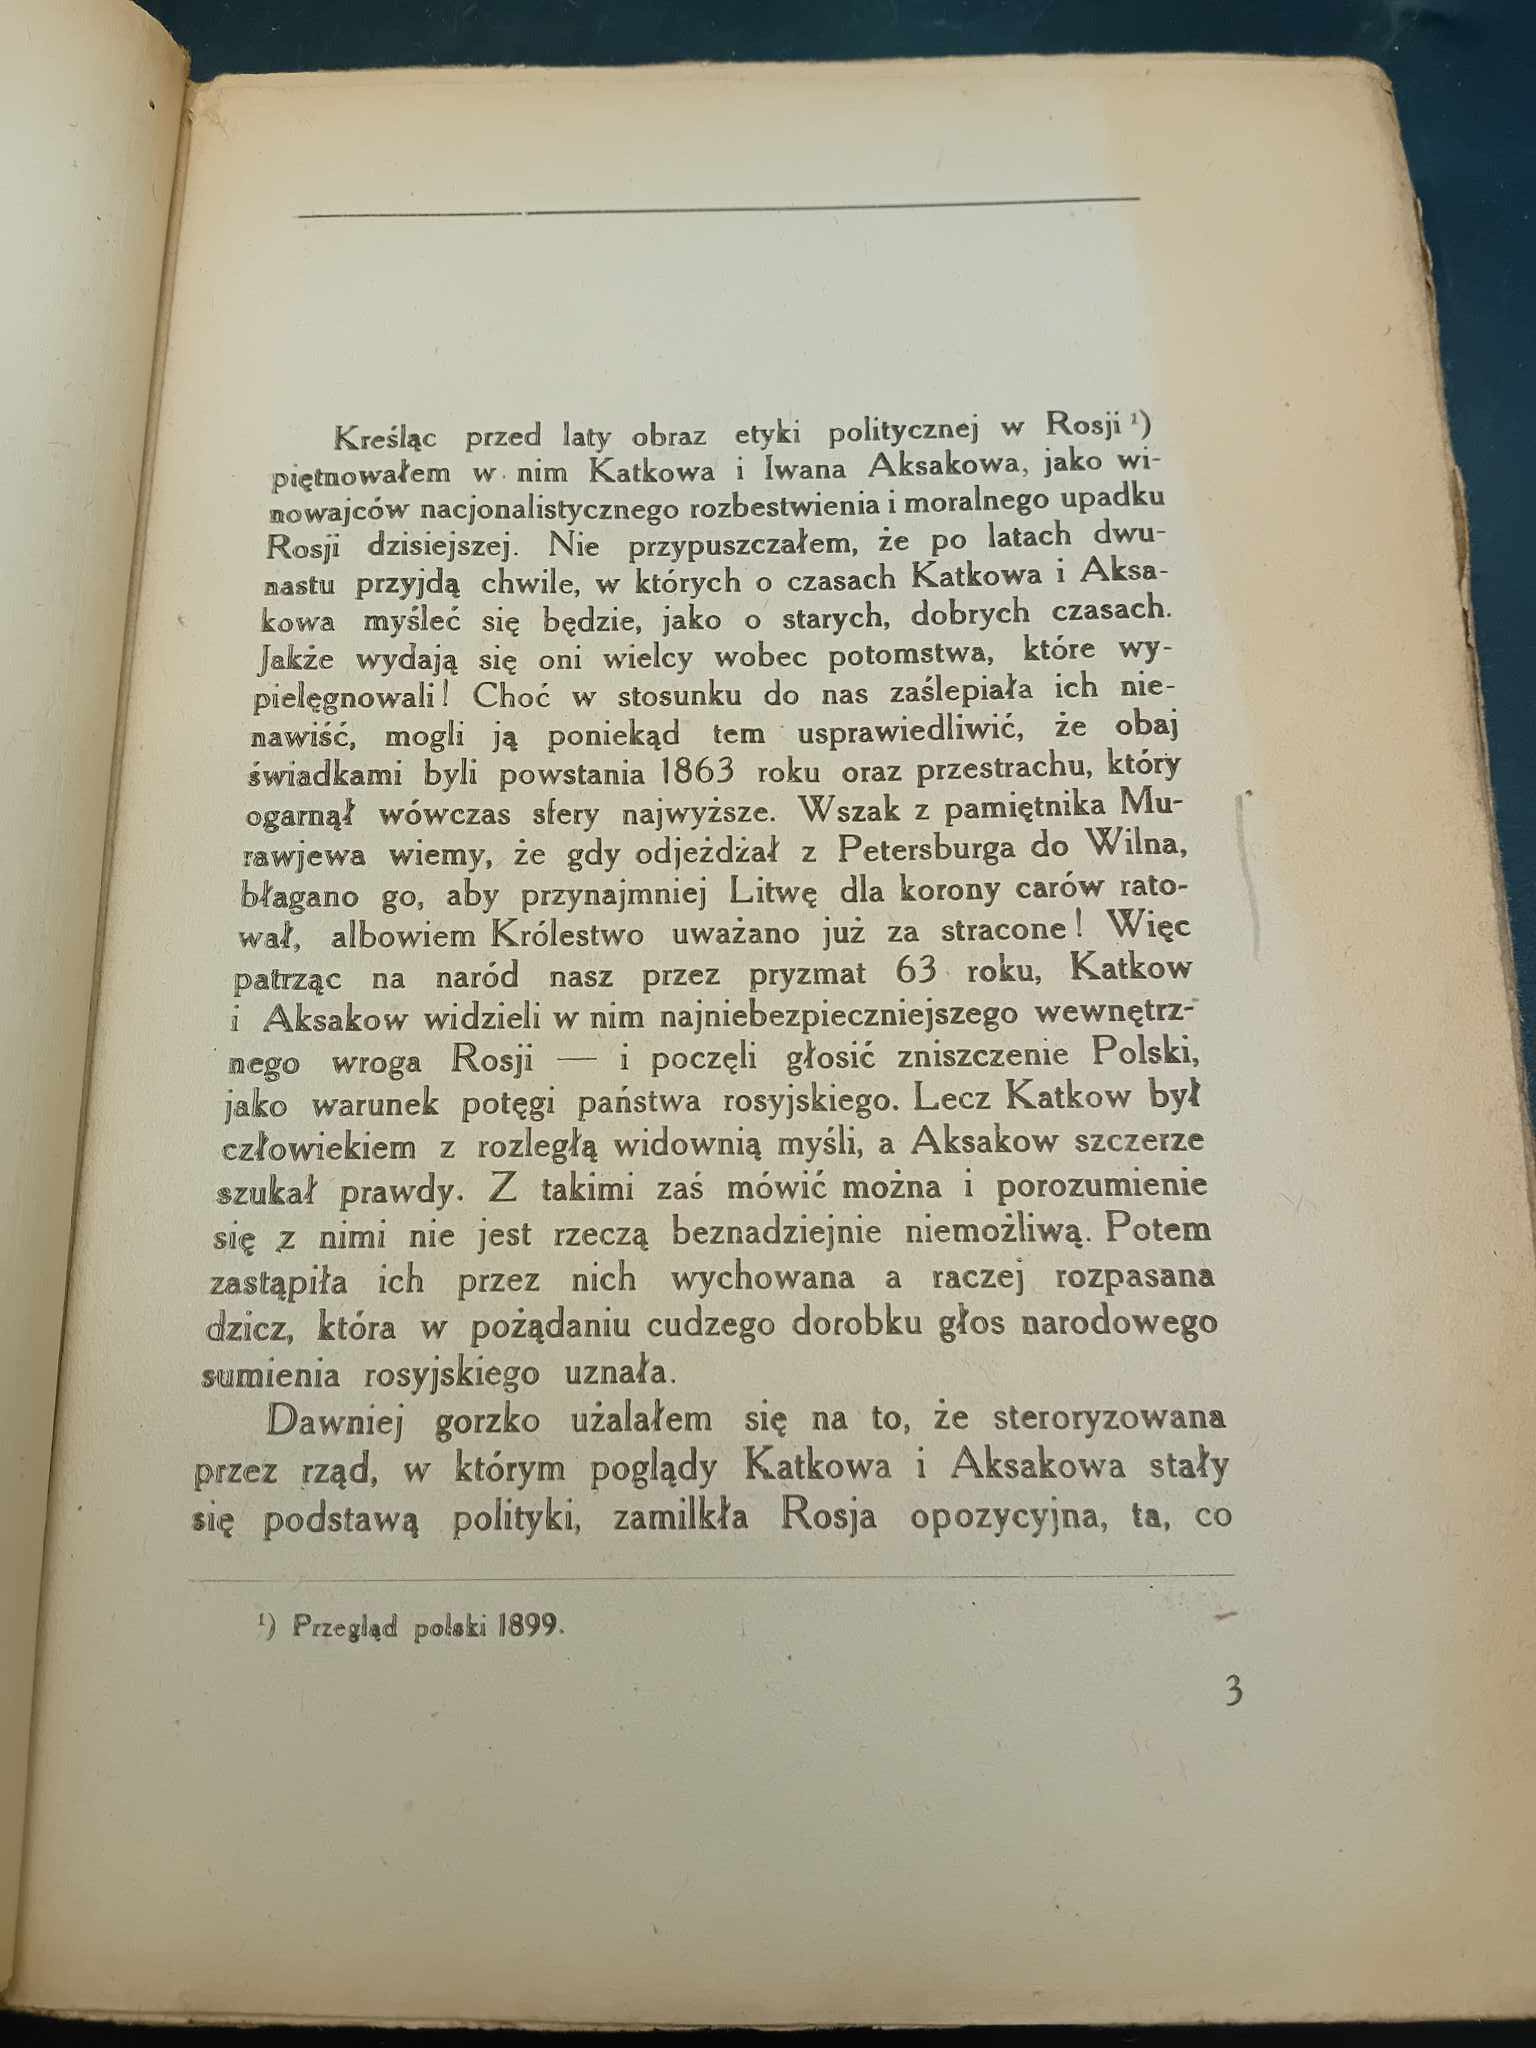 Kreśląc przed laty obraz etyki politycznej w Rosji ¹)
piętnowałem w nim Katkowa i Iwana Aksakowa, jako wi-
nowajców nacjonalistycznego rozbestwienia i moralnego upadku
Rosji dzisiejszej. Nie przypuszczałem, że po latach dwu-
nastu przyjdą chwile, w których o czasach Katkowa i Aksa-
kowa myśleć się będzie, jako o starych, dobrych czasach.
Jakże wydają się oni wielcy wobec potomstwa, które wy-
pielęgnowali! Choć w stosunku do nas zaślepiała ich nie-
nawiść, mogli ją poniekąd tem usprawiedliwić, że obaj
świadkami byli powstania 1863 roku oraz przestrachu, który
ogarnął wówczas sfery najwyższe. Wszak z pamiętnika Mu-
rawjewa wiemy, że gdy odjeżdżał z Petersburga do Wilna,
błagano go, aby przynajmniej Litwę dla korony carów rato-
wał, albowiem Królestwo uważano już za stracone! Więc
patrząc na naród nasz przez pryzmat 63 roku, Katkow
i Aksakow widzieli w nim najniebezpieczniejszego wewnętrz-
nego wroga Rosji — i poczęli głosić zniszczenie Polski,
jako warunek potęgi państwa rosyjskiego. Lecz Katkow był
człowiekiem z rozległą widownią myśli, a Aksakow szczerze
szukał prawdy. Z takimi zaś mówić można i porozumienie
się z nimi nie jest rzeczą beznadziejnie niemożliwą. Potem
zastąpiła ich przez nich wychowana a raczej rozpasana
dzicz, która w pożądaniu cudzego dorobku głos narodowego
sumienia rosyjskiego uznała.
Dawniej gorzko użalałem się na to, że steroryzowana
przez rząd, w którym poglądy Katkowa i Aksakowa stały
się podstawą polityki, zamilkła Rosja opozycyjna, ta, co
¹) Przegląd polski 1899.
3